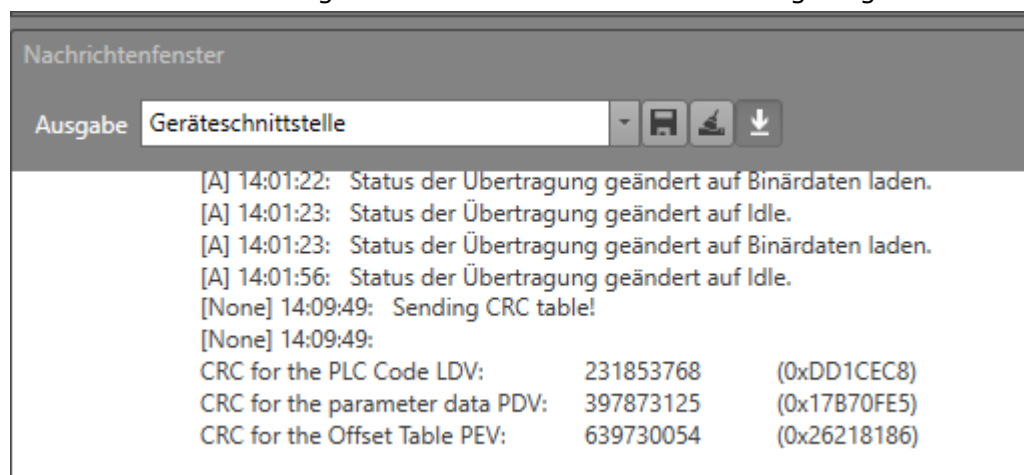 Nachrichtenfenster
Ausgabe Geräteschnittstelle
[A] 14:01:22: Status der Übertragung geändert auf Binärdaten laden.
[A] 14:01:23: Status der Übertragung geändert auf Idle.
[A] 14:01:23: Status der Übertragung geändert auf Binärdaten laden.
[A] 14:01:56: Status der Übertragung geändert auf Idle.
[None] 14:09:49: Sending CRC table!
[None] 14:09:49:
CRC for the PLC Code LDV: 231853768 (0xDD1CEC8)
CRC for the parameter data PDV: 397873125 (0x17B70FE5)
CRC for the Offset Table PEV: 639730054 (0x26218186)